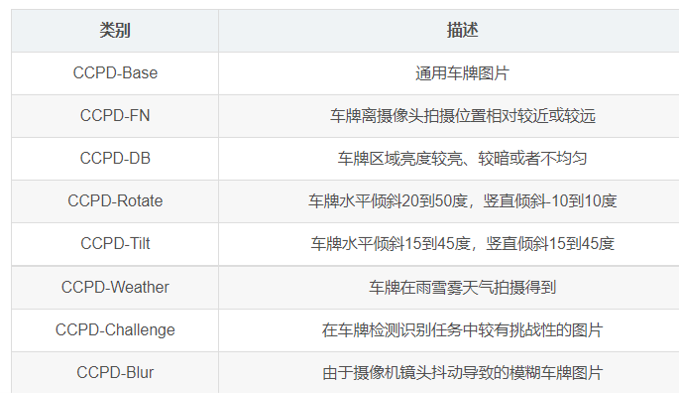 类别 描述
CCPD-Base 通用车牌图片
CCPD-FN 车牌离摄像头拍摄位置相对较近或较远
CCPD-DB 车牌区域亮度较亮、较暗或者不均匀
CCPD-Rotate 车牌水平倾斜20到50度，竖直倾斜-10到10度
CCPD-Tilt 车牌水平倾斜15到45度，竖直倾斜15到45度
CCPD-Weather 车牌在雨雪雾天气拍摄得到
CCPD-Challenge 在车牌检测识别任务中较有挑战性的图片
CCPD-Blur 由于摄像机镜头抖动导致的模糊车牌图片